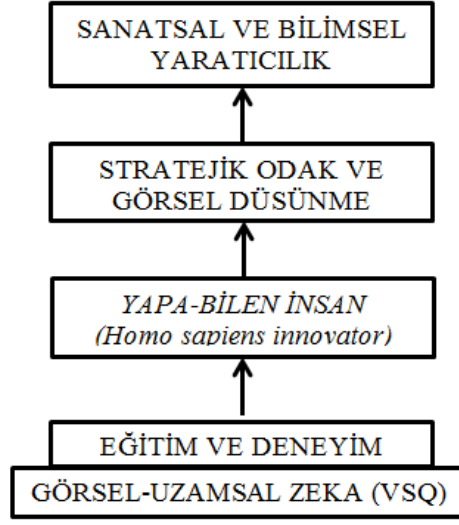 SANATSAL VE BİLİMSEL
YARATICILIK
STRATEJİK ODAK VE
GÖRSEL DÜSÜNME
YAPA-BİLEN İNSAN
(Homo sapiens innovator)
EĞİTİM VE DENEYİM
GÖRSEL-UZAMSAL ZEKA (VSQ)